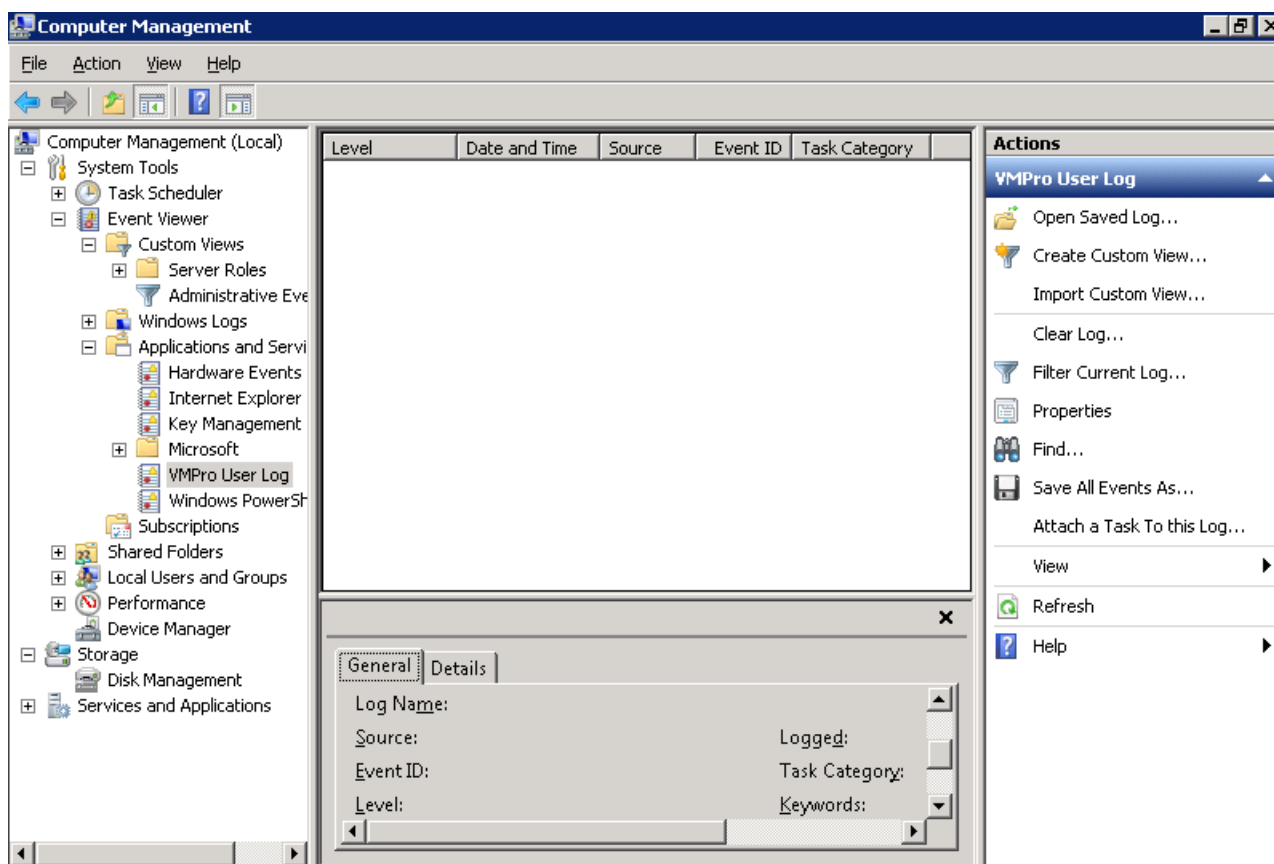 Computer Management
File Action View Help
Computer Management (Local)
System Tools
Task Scheduler
Event Viewer
Custom Views
Server Roles
Administrative Eve
Windows Logs
Applications and Servi
Hardware Events
Internet Explorer
Key Management
Microsoft
VMPro User Log
Windows PowerSh
Subscriptions
Shared Folders
Local Users and Groups
Performance
Device Manager
Storage
Disk Management
Services and Applications
Level Date and Time Source Event ID Task Category
General Details
Log Name:
Source: Logged:
Event ID: Task Category:
Level: Keywords:
Actions
VMPro User Log
Open Saved Log...
Create Custom View...
Import Custom View...
Clear Log...
Filter Current Log...
Properties
Find...
Save All Events As...
Attach a Task To this Log...
View
Refresh
Help